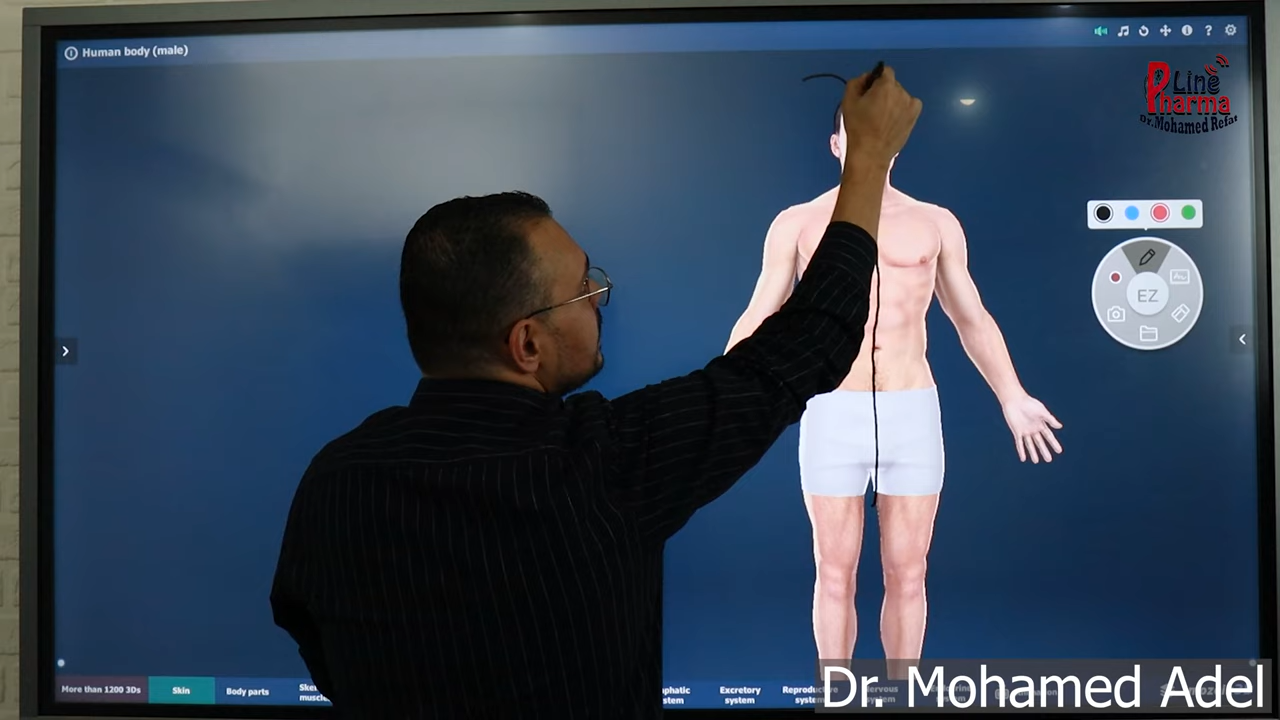 Human body (male)
Line
Pharma
Dr.Mohamed Refat
EZ
More than 1200 3Ds
Skin
Body parts
Excretory
system
Dr. Mohamed Adel